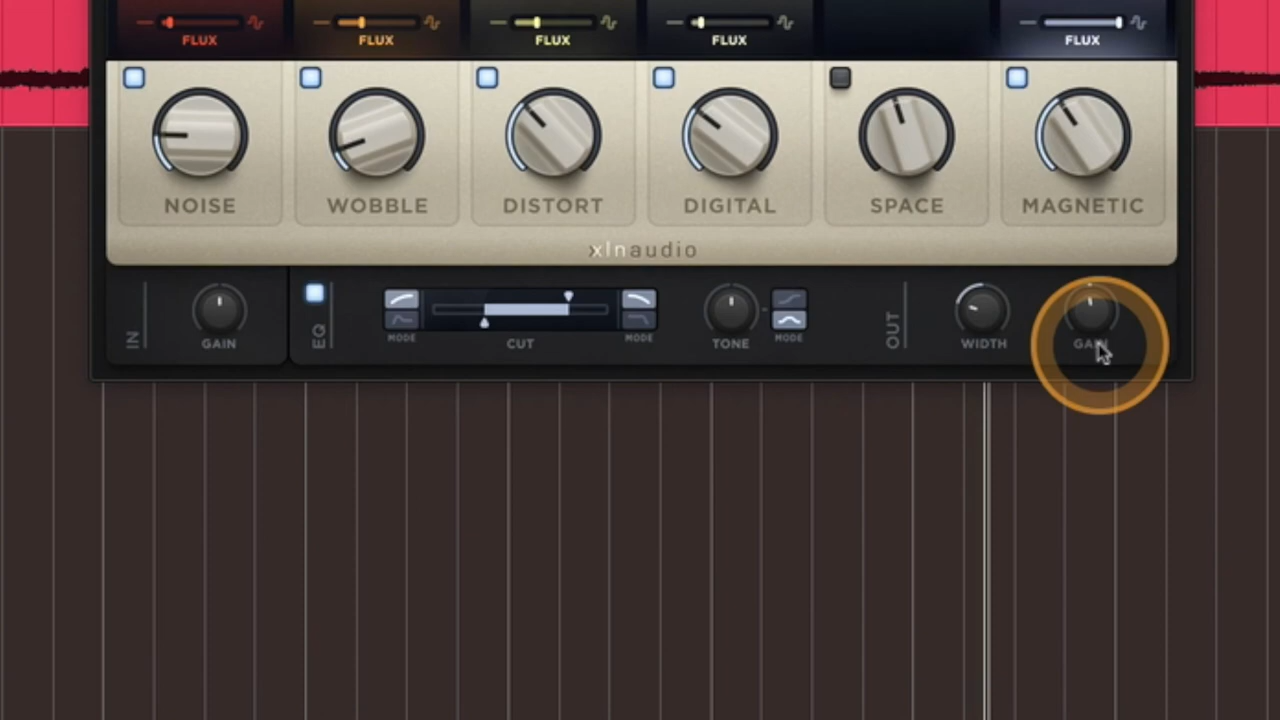 FLUX FLUX FLUX FLUX FLUX
NOISE WOBBLE DISTORT DIGITAL SPACE MAGNETIC
xlnaudio
IN GAIN EQ MODE CUT MODE TONE MODE OUT WIDTH GAIN